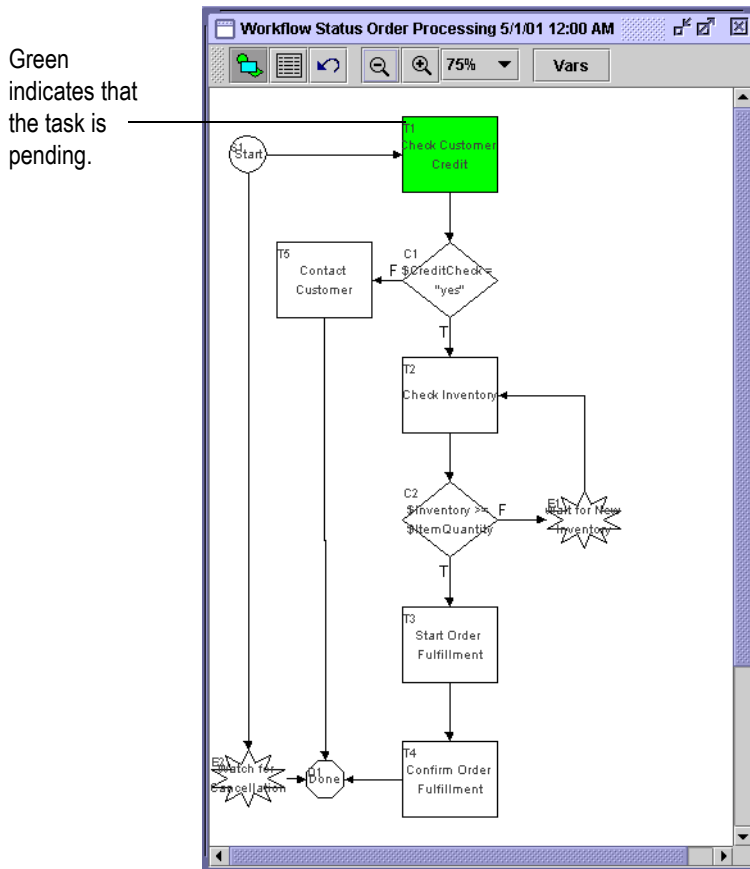 Workflow Status Order Processing 5/1/01 12:00 AM
75%
Vars
Green
indicates that
the task is
pending.
S1
Start
T1
Check Customer
Credit
T5
Contact
Customer
F
C1
$CreditCheck =
"yes"
T
T2
Check Inventory
C2
$Inventory >=
$ItemQuantity
F
E1
Wait for New
Inventory
T
T3
Start Order
Fulfillment
E2
Watch for
Cancellation
D1
Done
T4
Confirm Order
Fulfillment